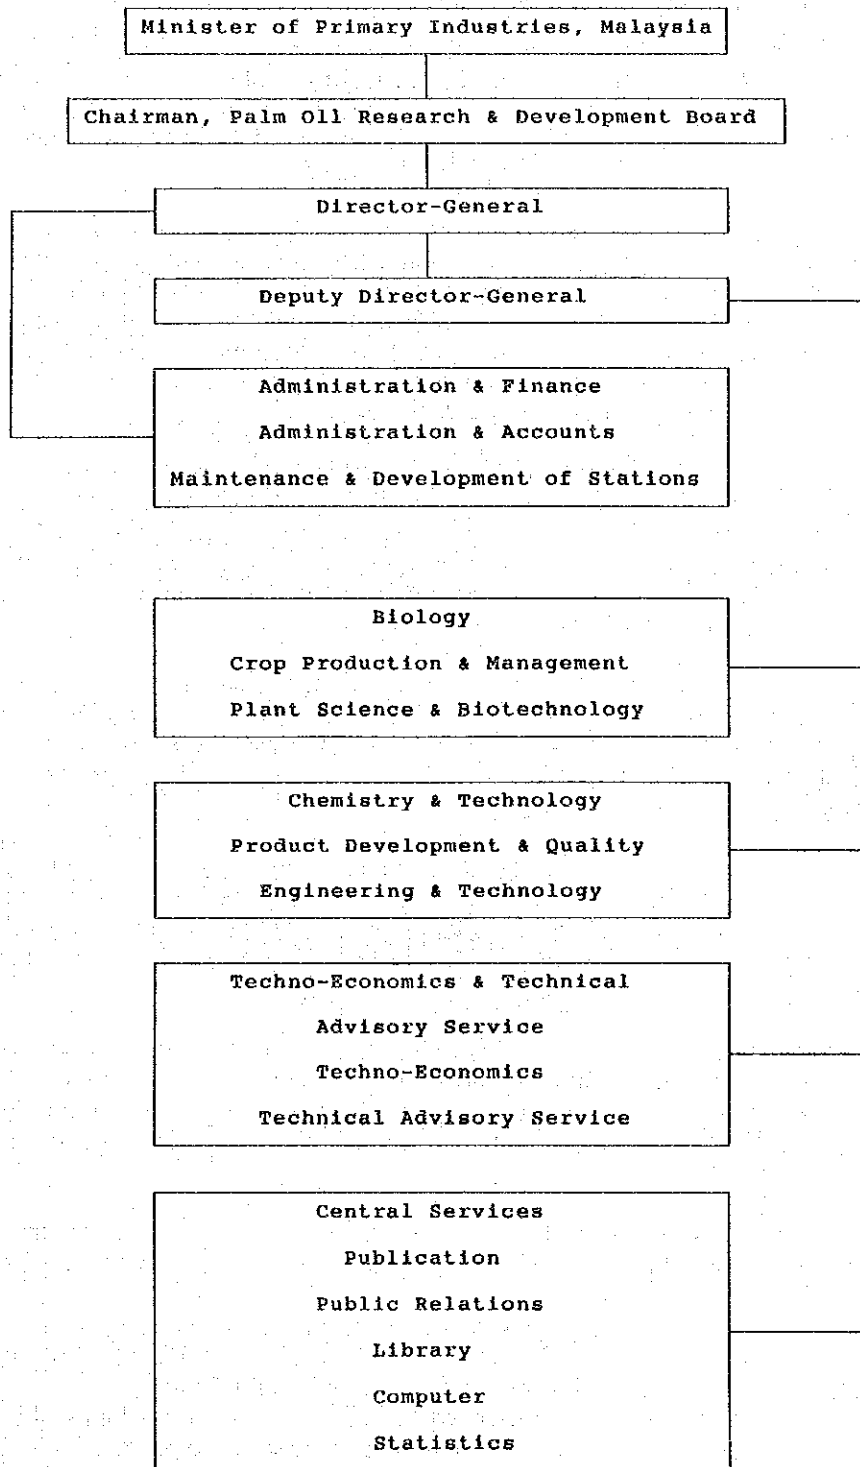 Minister of Primary Industries, Malaysia
Chairman, Palm Oil Research & Development Board
Director-General
Deputy Director-General
Administration & Finance
Administration & Accounts
Maintenance & Development of Stations
Biology
Crop Production & Management
Plant Science & Biotechnology
Chemistry & Technology
Product Development & Quality
Engineering & Technology
Techno-Economics & Technical
Advisory Service
Techno-Economics
Technical Advisory Service
Central Services
Publication
Public Relations
Library
Computer
Statistics